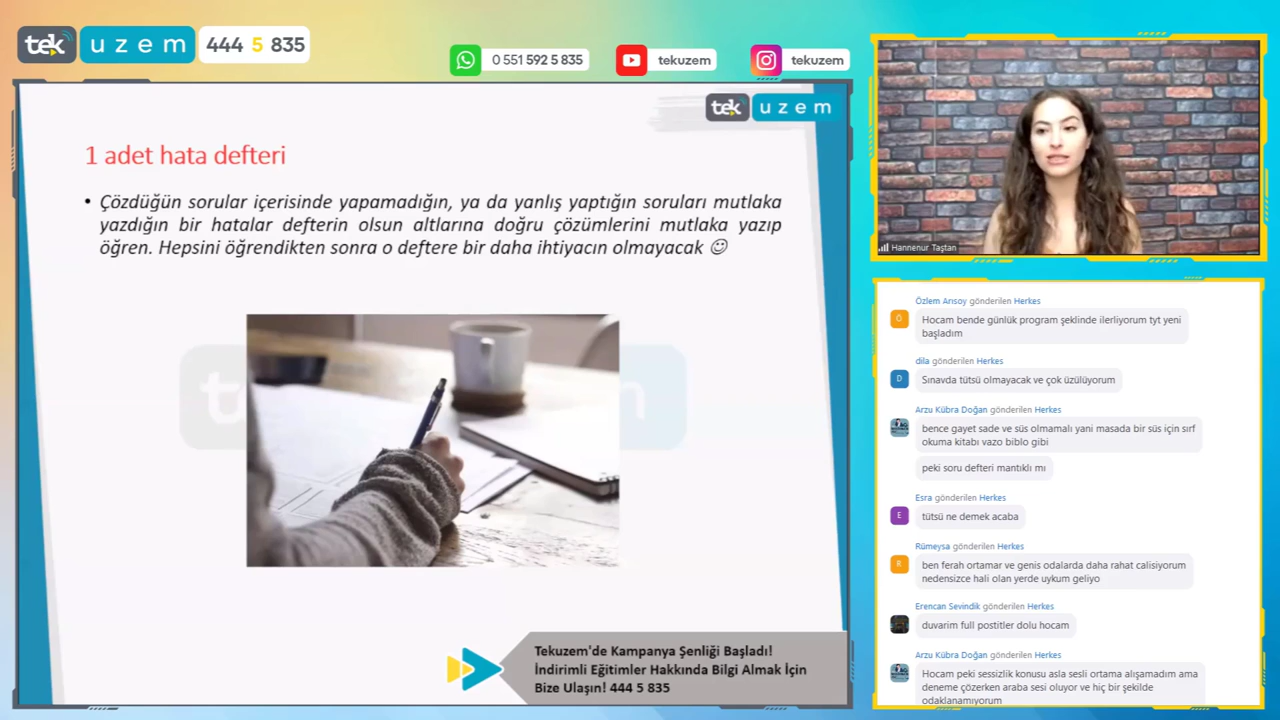 tek uzem 444 5 835
0 551 592 5 835
tekuzem
tekuzem
tek uzem
1 adet hata defteri
• Çözdüğün sorular içerisinde yapamadığın, ya da yanlış yaptığın soruları mutlaka
yazdığın bir hatalar defterin olsun altlarına doğru çözümlerini mutlaka yazıp
öğren. Hepsini öğrendikten sonra o deftere bir daha ihtiyacın olmayacak ☺
Tekuzem'de Kampanya Şenliği Başladı!
İndirimli Eğitimler Hakkında Bilgi Almak İçin
Bize Ulaşın! 444 5 835
Hannenur Taştan
Özlem Arısoy gönderilen Herkes
Ö
Hocam bende günlük program şeklinde ilerliyorum tyt yeni
başladım
dila gönderilen Herkes
D
Sınavda tütsü olmayacak ve çok üzülüyorum
Arzu Kübra Doğan gönderilen Herkes
bence gayet sade ve süs olmamalı yani masada bir süs için sırf
okuma kitabı vazo biblo gibi
peki soru defteri mantıklı mı
Esra gönderilen Herkes
E
tütsü ne demek acaba
Rümeysa gönderilen Herkes
R
ben ferah ortamar ve genis odalarda daha rahat calisiyorum
nedensizce hali olan yerde uykum geliyo
Erencan Sevindik gönderilen Herkes
duvarim full postitler dolu hocam
Arzu Kübra Doğan gönderilen Herkes
Hocam peki sessizlik konusu asla sesli ortama alışamadım ama
deneme çözerken araba sesi oluyor ve hiç bir şekilde
odaklanamıyorum